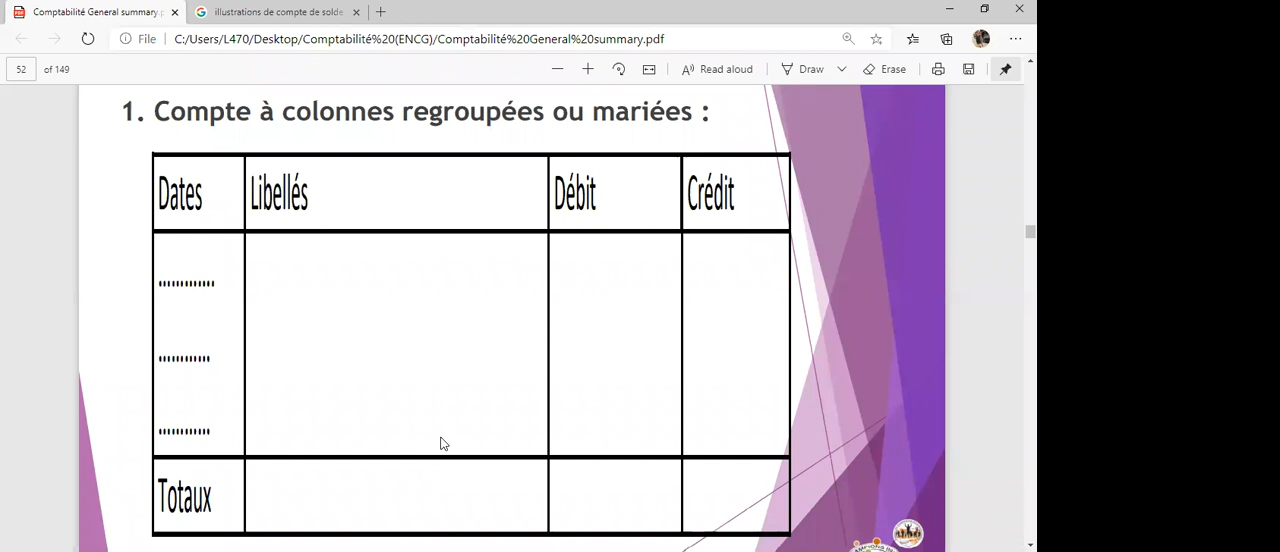 Comptabilité General summary.p
illustrations de compte de solde
File
C:/Users/L470/Desktop/Comptabilité%20(ENCG)/Comptabilité%20General%20summary.pdf
52 of 149
Read aloud
Draw
Erase
1. Compte à colonnes regroupées ou mariées :
Dates Libellés Débit Crédit
.............
............
............
Totaux